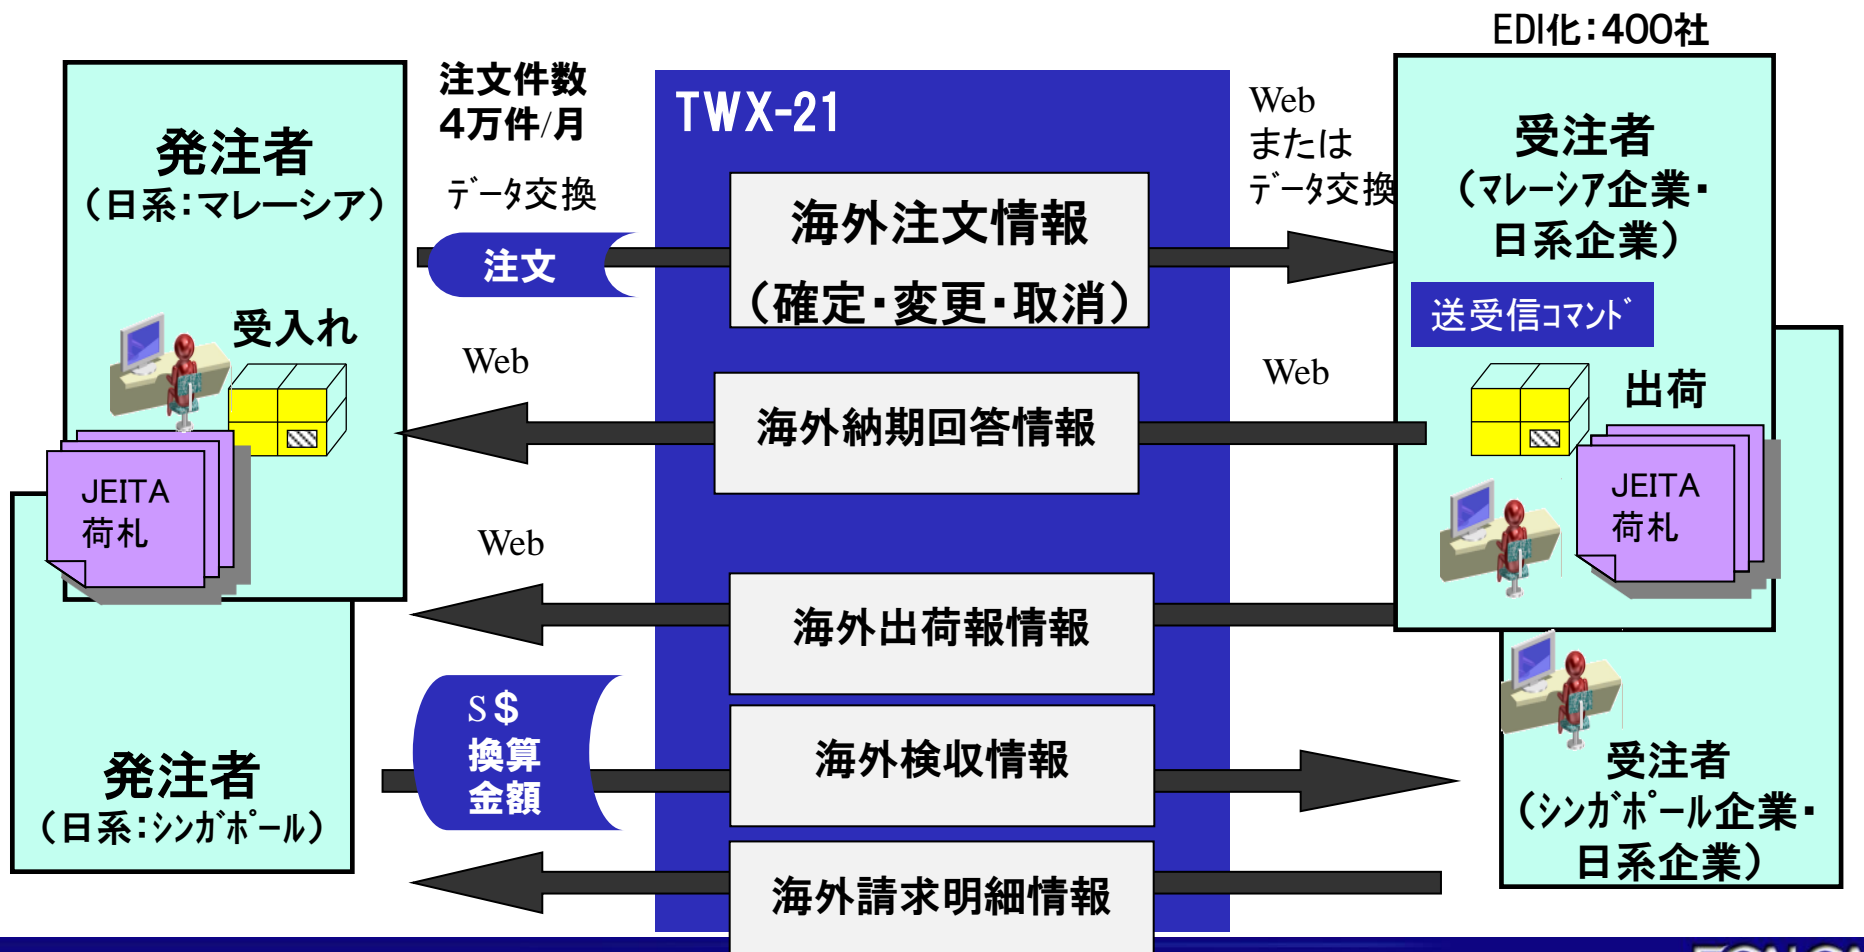 EDI化：400社
発注者
（日系：マレーシア）
注文件数
４万件/月
データ交換
注文
TWX-21
海外注文情報
（確定・変更・取消）
Web
または
データ交換
受注者
（マレーシア企業・
日系企業）
送受信コマンド
受入れ
Web
海外納期回答情報
Web
出荷
JEITA
荷札
JEITA
荷札
Web
海外出荷報情報
S＄
換算
金額
海外検収情報
発注者
（日系：シンガポール）
受注者
（シンガポール企業・
日系企業）
海外請求明細情報